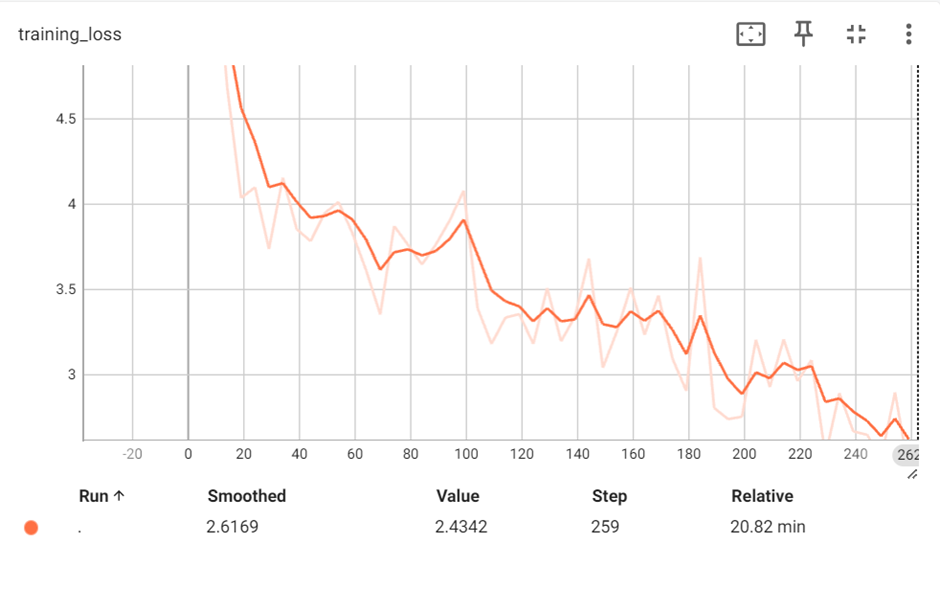 training_loss
4.5
4
3.5
3
-20 0 20 40 60 80 100 120 140 160 180 200 220 240 262
Run ↑ Smoothed Value Step Relative
. 2.6169 2.4342 259 20.82 min